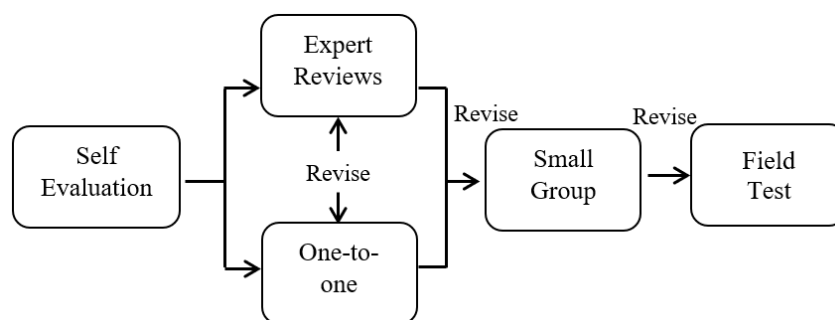 Self
Evaluation
Expert
Reviews
Revise
One-to-
one
Revise
Small
Group
Revise
Field
Test